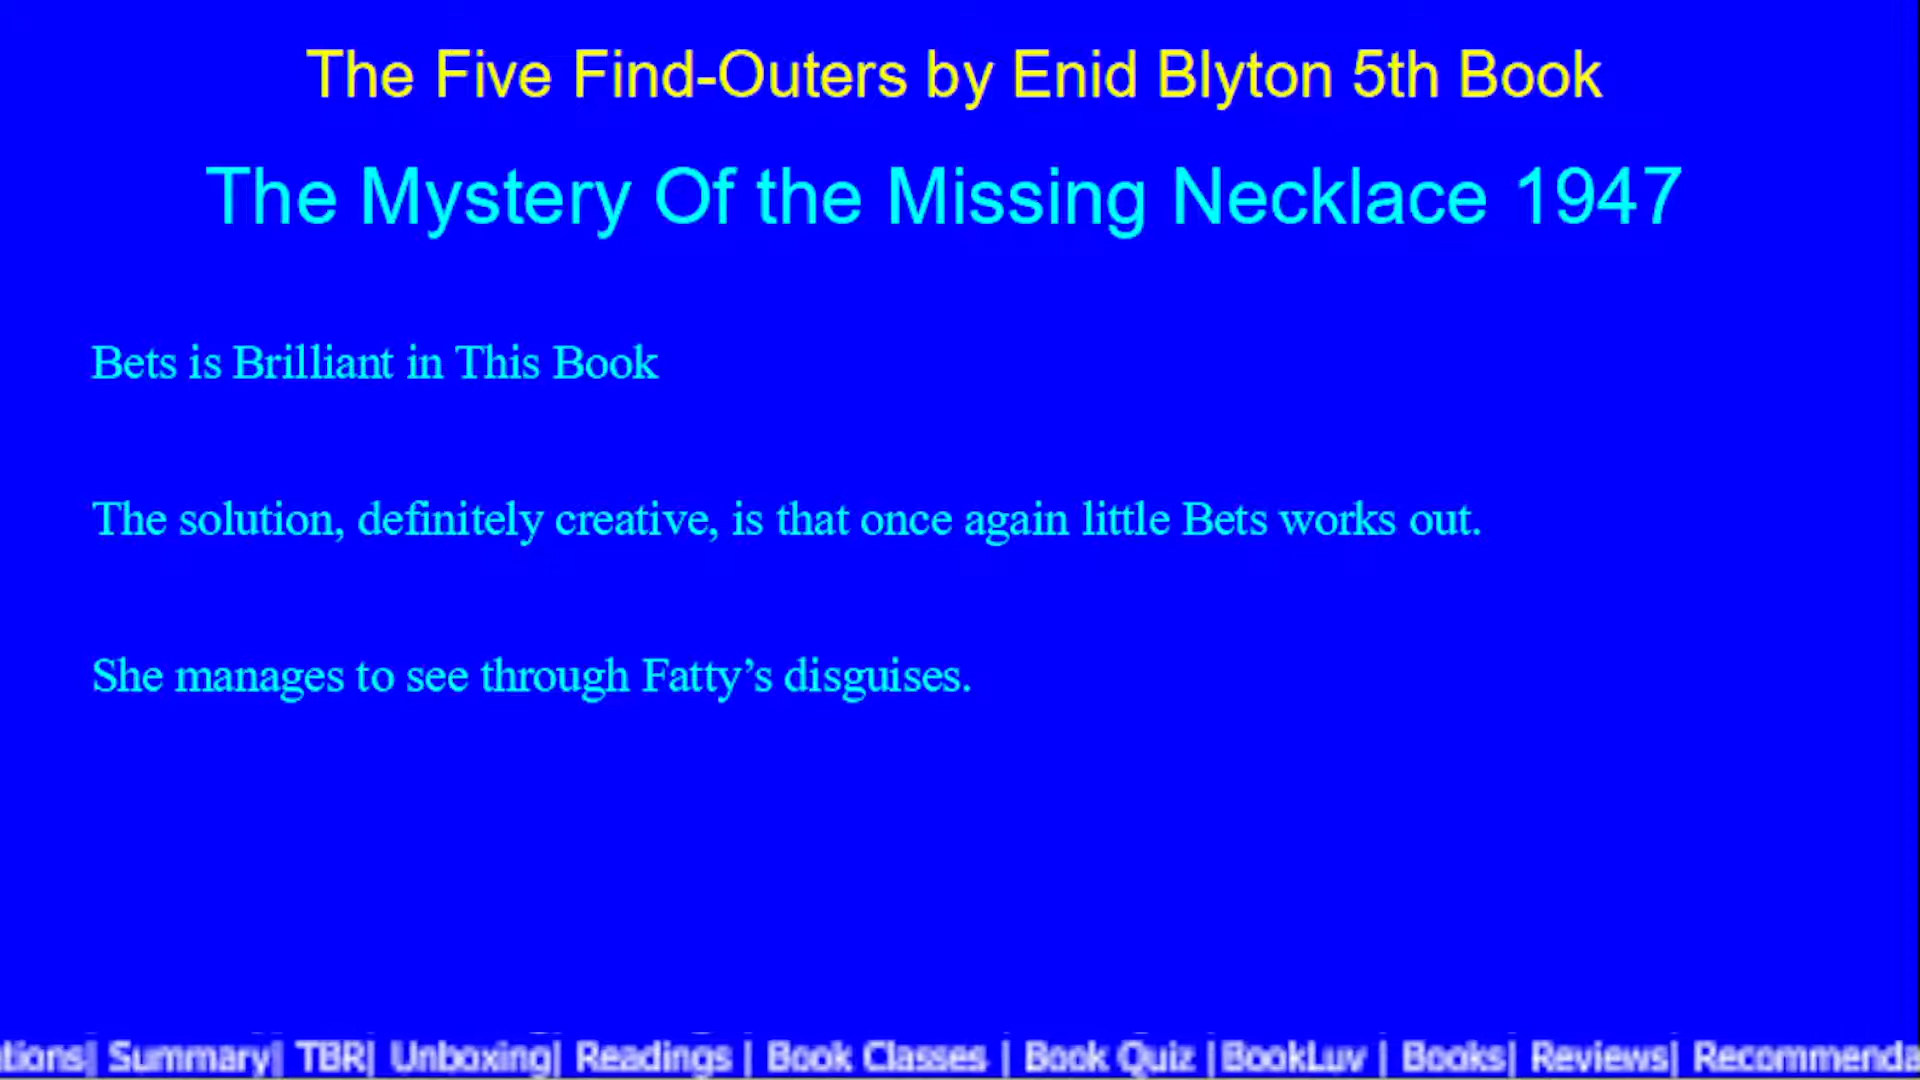 The Five Find-Outers by Enid Blyton 5th Book
The Mystery Of the Missing Necklace 1947
Bets is Brilliant in This Book
The solution, definitely creative, is that once again little Bets works out.
She manages to see through Fatty’s disguises.
tions| Summary| TBR| Unboxing| Readings | Book Classes | Book Quiz |BookLuv | Books| Reviews| Recommenda